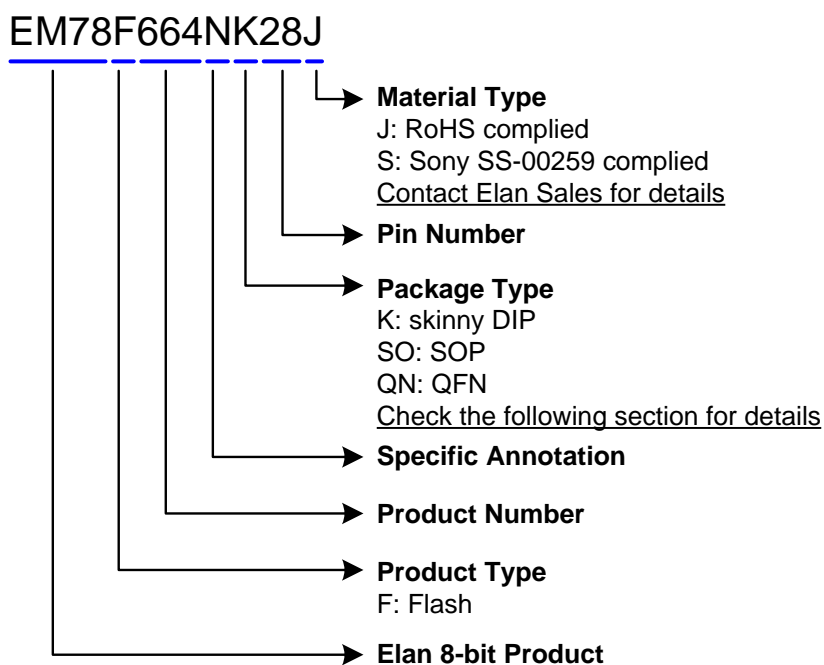 EM78F664NK28J
Material Type
J: RoHS complied
S: Sony SS-00259 complied
Contact Elan Sales for details
Pin Number
Package Type
K: skinny DIP
SO: SOP
QN: QFN
Check the following section for details
Specific Annotation
Product Number
Product Type
F: Flash
Elan 8-bit Product